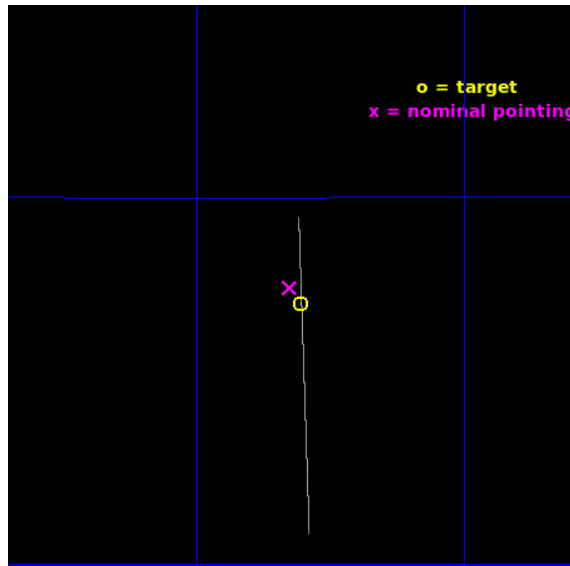 o = target
x = nominal pointing